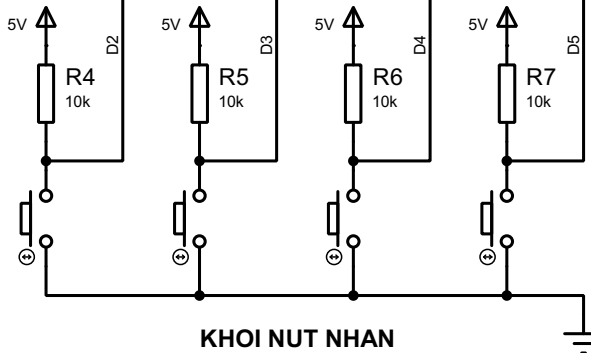 5V D2 5V D3 5V D4 5V D5
R4 R5 R6 R7
10k 10k 10k 10k
KHOI NUT NHAN